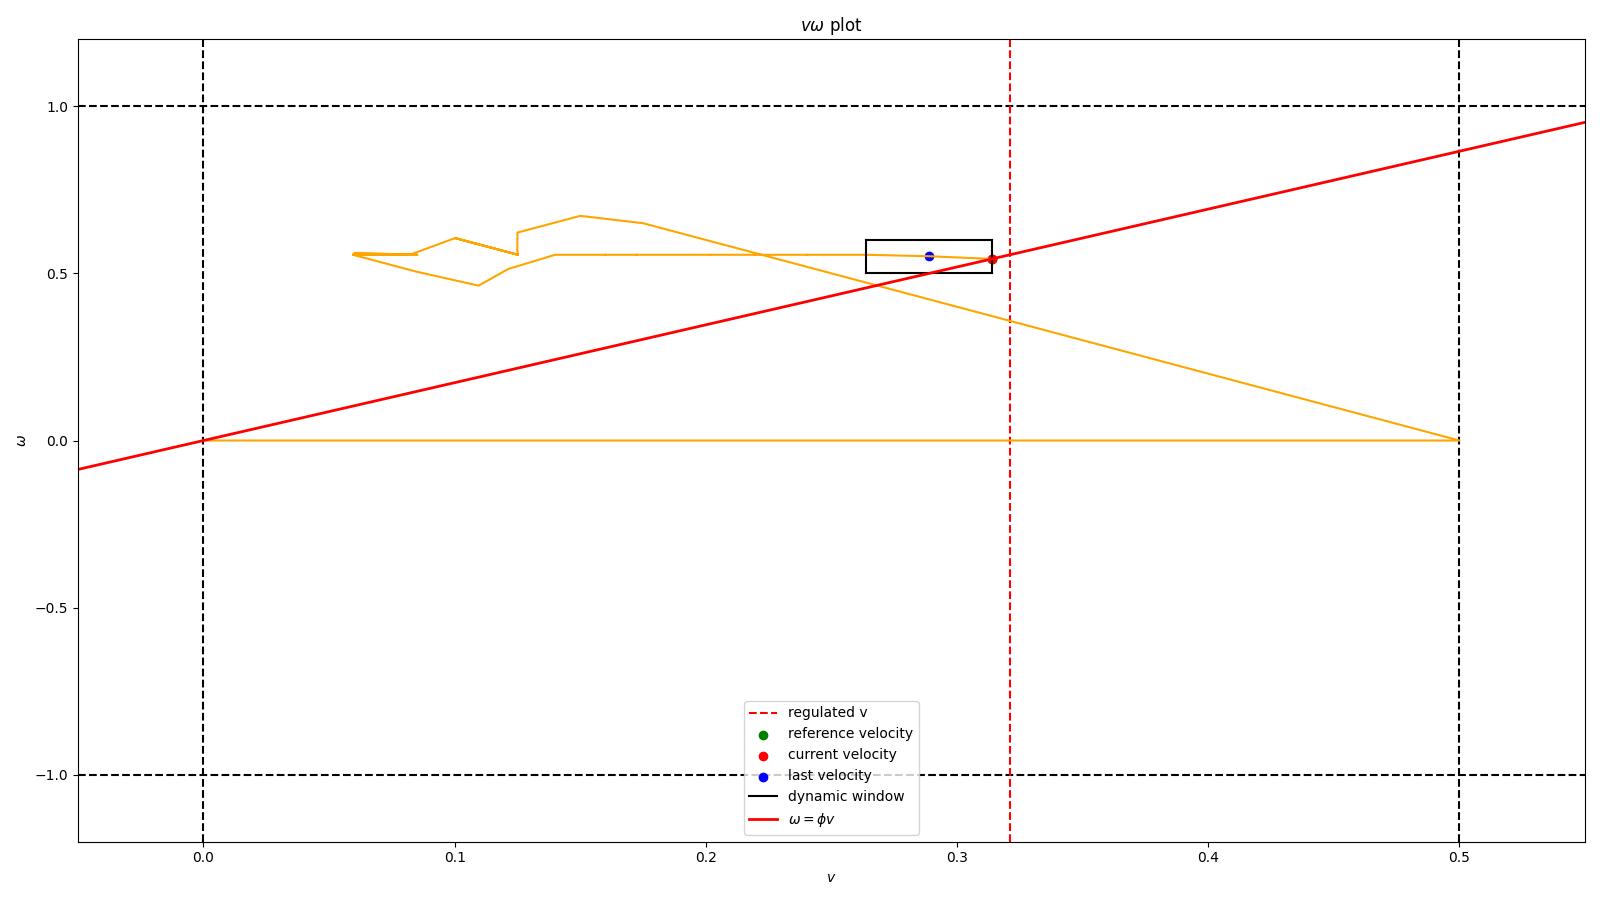 vω plot
1.0
0.5
0.0
−0.5
−1.0
ω
regulated v
reference velocity
current velocity
last velocity
dynamic window
ω = ϕv
0.0 0.1 0.2 0.3 0.4 0.5
v